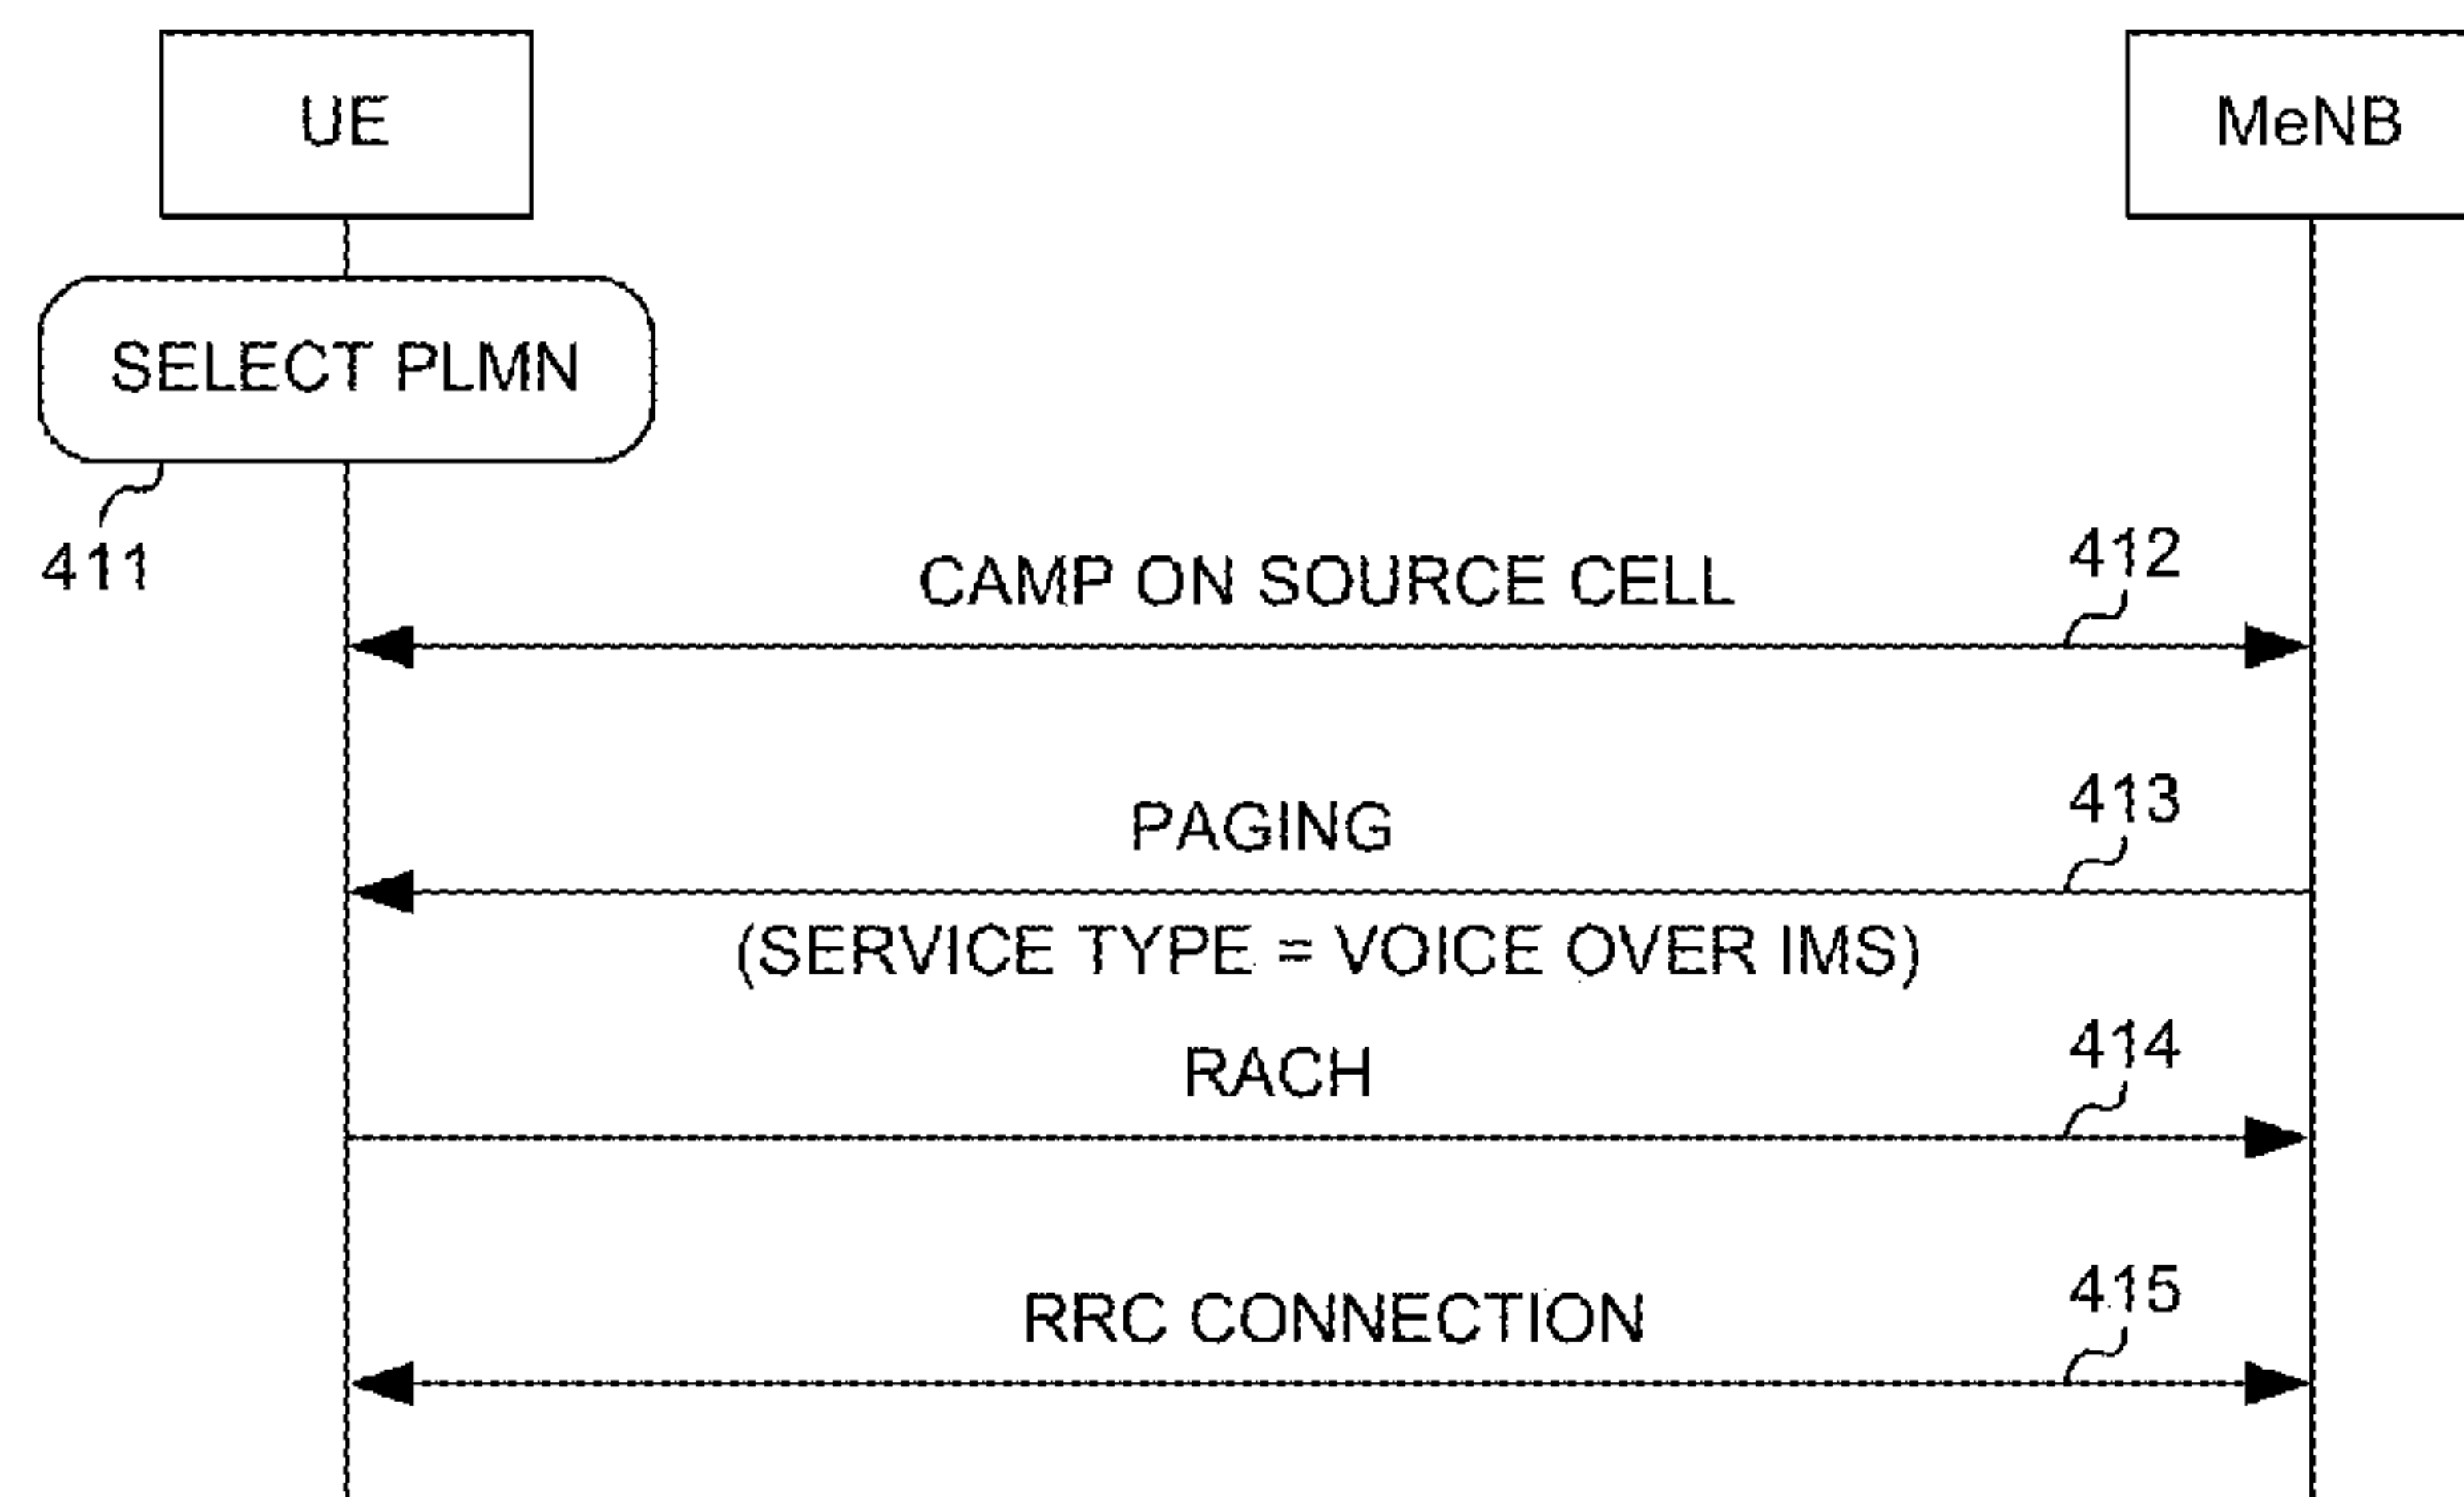 UE
MeNB
SELECT PLMN
411
CAMP ON SOURCE CELL
412
PAGING
413
(SERVICE TYPE = VOICE OVER IMS)
RACH
414
RRC CONNECTION
415